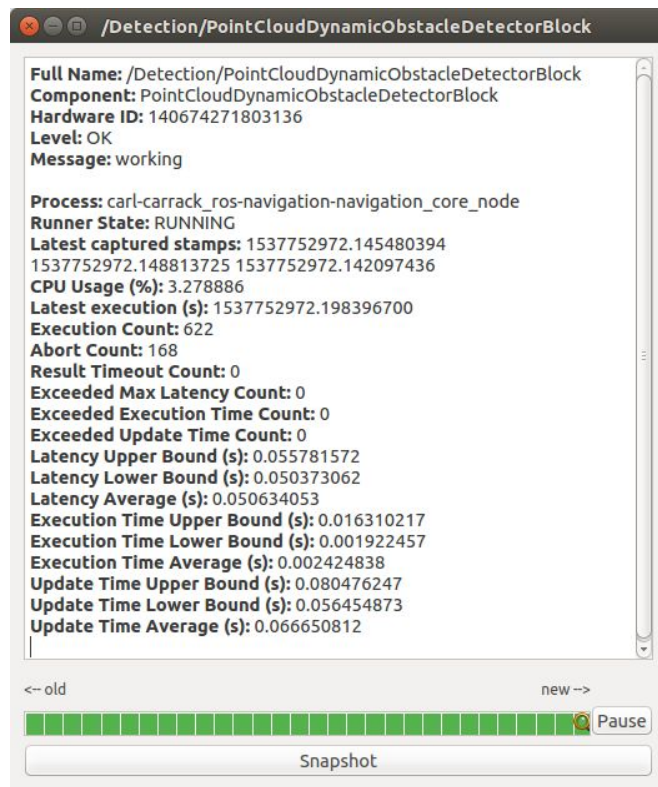 /Detection/PointCloudDynamicObstacleDetectorBlock
Full Name: /Detection/PointCloudDynamicObstacleDetectorBlock
Component: PointCloudDynamicObstacleDetectorBlock
Hardware ID: 140674271803136
Level: OK
Message: working
Process: carl-carrack_ros-navigation-navigation_core_node
Runner State: RUNNING
Latest captured stamps: 1537752972.145480394
1537752972.148813725 1537752972.142097436
CPU Usage (%): 3.278886
Latest execution (s): 1537752972.198396700
Execution Count: 622
Abort Count: 168
Result Timeout Count: 0
Exceeded Max Latency Count: 0
Exceeded Execution Time Count: 0
Exceeded Update Time Count: 0
Latency Upper Bound (s): 0.055781572
Latency Lower Bound (s): 0.050373062
Latency Average (s): 0.050634053
Execution Time Upper Bound (s): 0.016310217
Execution Time Lower Bound (s): 0.001922457
Execution Time Average (s): 0.002424838
Update Time Upper Bound (s): 0.080476247
Update Time Lower Bound (s): 0.056454873
Update Time Average (s): 0.066650812
<-- old new -->
Pause
Snapshot